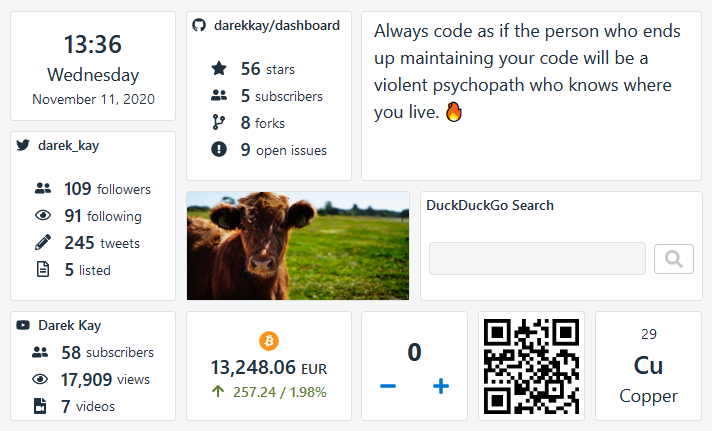 13:36
Wednesday
November 11, 2020
darekkay/dashboard
56 stars
5 subscribers
8 forks
9 open issues
Always code as if the person who ends
up maintaining your code will be a
violent psychopath who knows where
you live. 🔥
darek_kay
109 followers
91 following
245 tweets
5 listed
DuckDuckGo Search
Darek Kay
58 subscribers
17,909 views
7 videos
13,248.06 EUR
257.24 / 1.98%
0
29
Cu
Copper